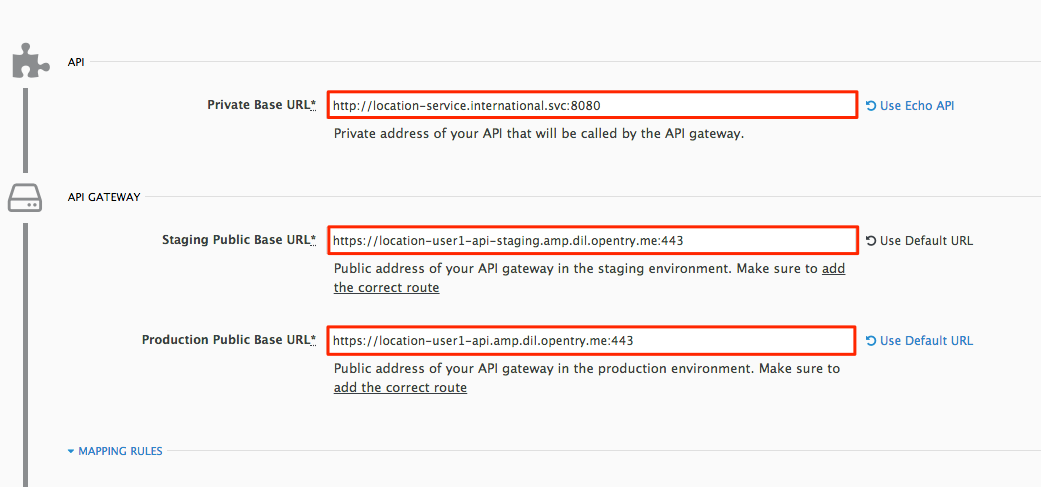 API
Private Base URL* http://location-service.international.svc:8080 Use Echo API
Private address of your API that will be called by the API gateway.
API GATEWAY
Staging Public Base URL* https://location-user1-api-staging.amp.dil.opentry.me:443 Use Default URL
Public address of your API gateway in the staging environment. Make sure to add
the correct route
Production Public Base URL* https://location-user1-api.amp.dil.opentry.me:443 Use Default URL
Public address of your API gateway in the production environment. Make sure to
add the correct route
MAPPING RULES